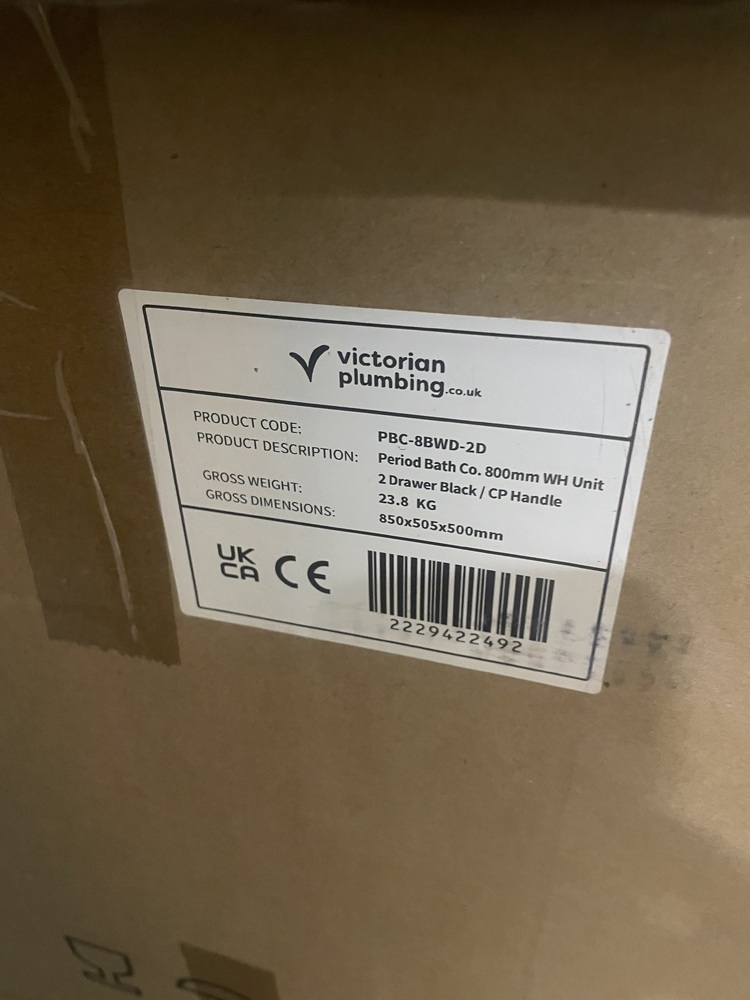 victorian
plumbing.co.uk
PRODUCT CODE: PBC-8BWD-2D
PRODUCT DESCRIPTION: Period Bath Co. 800mm WH Unit
2 Drawer Black / CP Handle
GROSS WEIGHT: 23.8 KG
GROSS DIMENSIONS: 850x505x500mm
UK
CA CE
2229422492